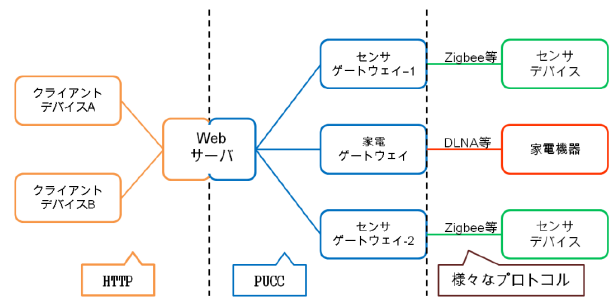 クライアント
デバイスA
クライアント
デバイスB
Web
サーバ
センサ
ゲートウェイ-1
家電
ゲートウェイ
センサ
ゲートウェイ-2
Zigbee等
DLNA等
Zigbee等
センサ
デバイス
家電機器
センサ
デバイス
HTTP
PUCC
様々なプロトコル